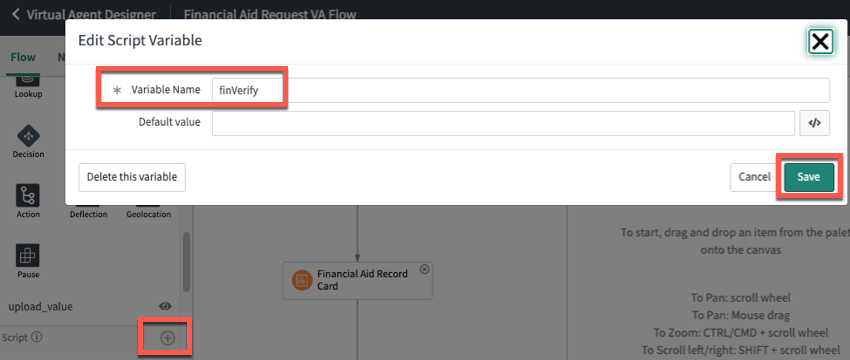 Virtual Agent Designer
Financial Aid Request VA Flow
Edit Script Variable
Flow
N
Lookup
* Variable Name
finVerify
Default value
</>
Decision
Delete this variable
Cancel
Save
Action
Deflection
Geolocation
Pause
To start, drag and drop an item from the palet
onto the canvas
Financial Aid Record
Card
To Pan: scroll wheel
To Pan: Mouse drag
To Zoom: CTRL/CMD + scroll wheel
To Scroll left/right: SHIFT + scroll wheel
upload_value
Script